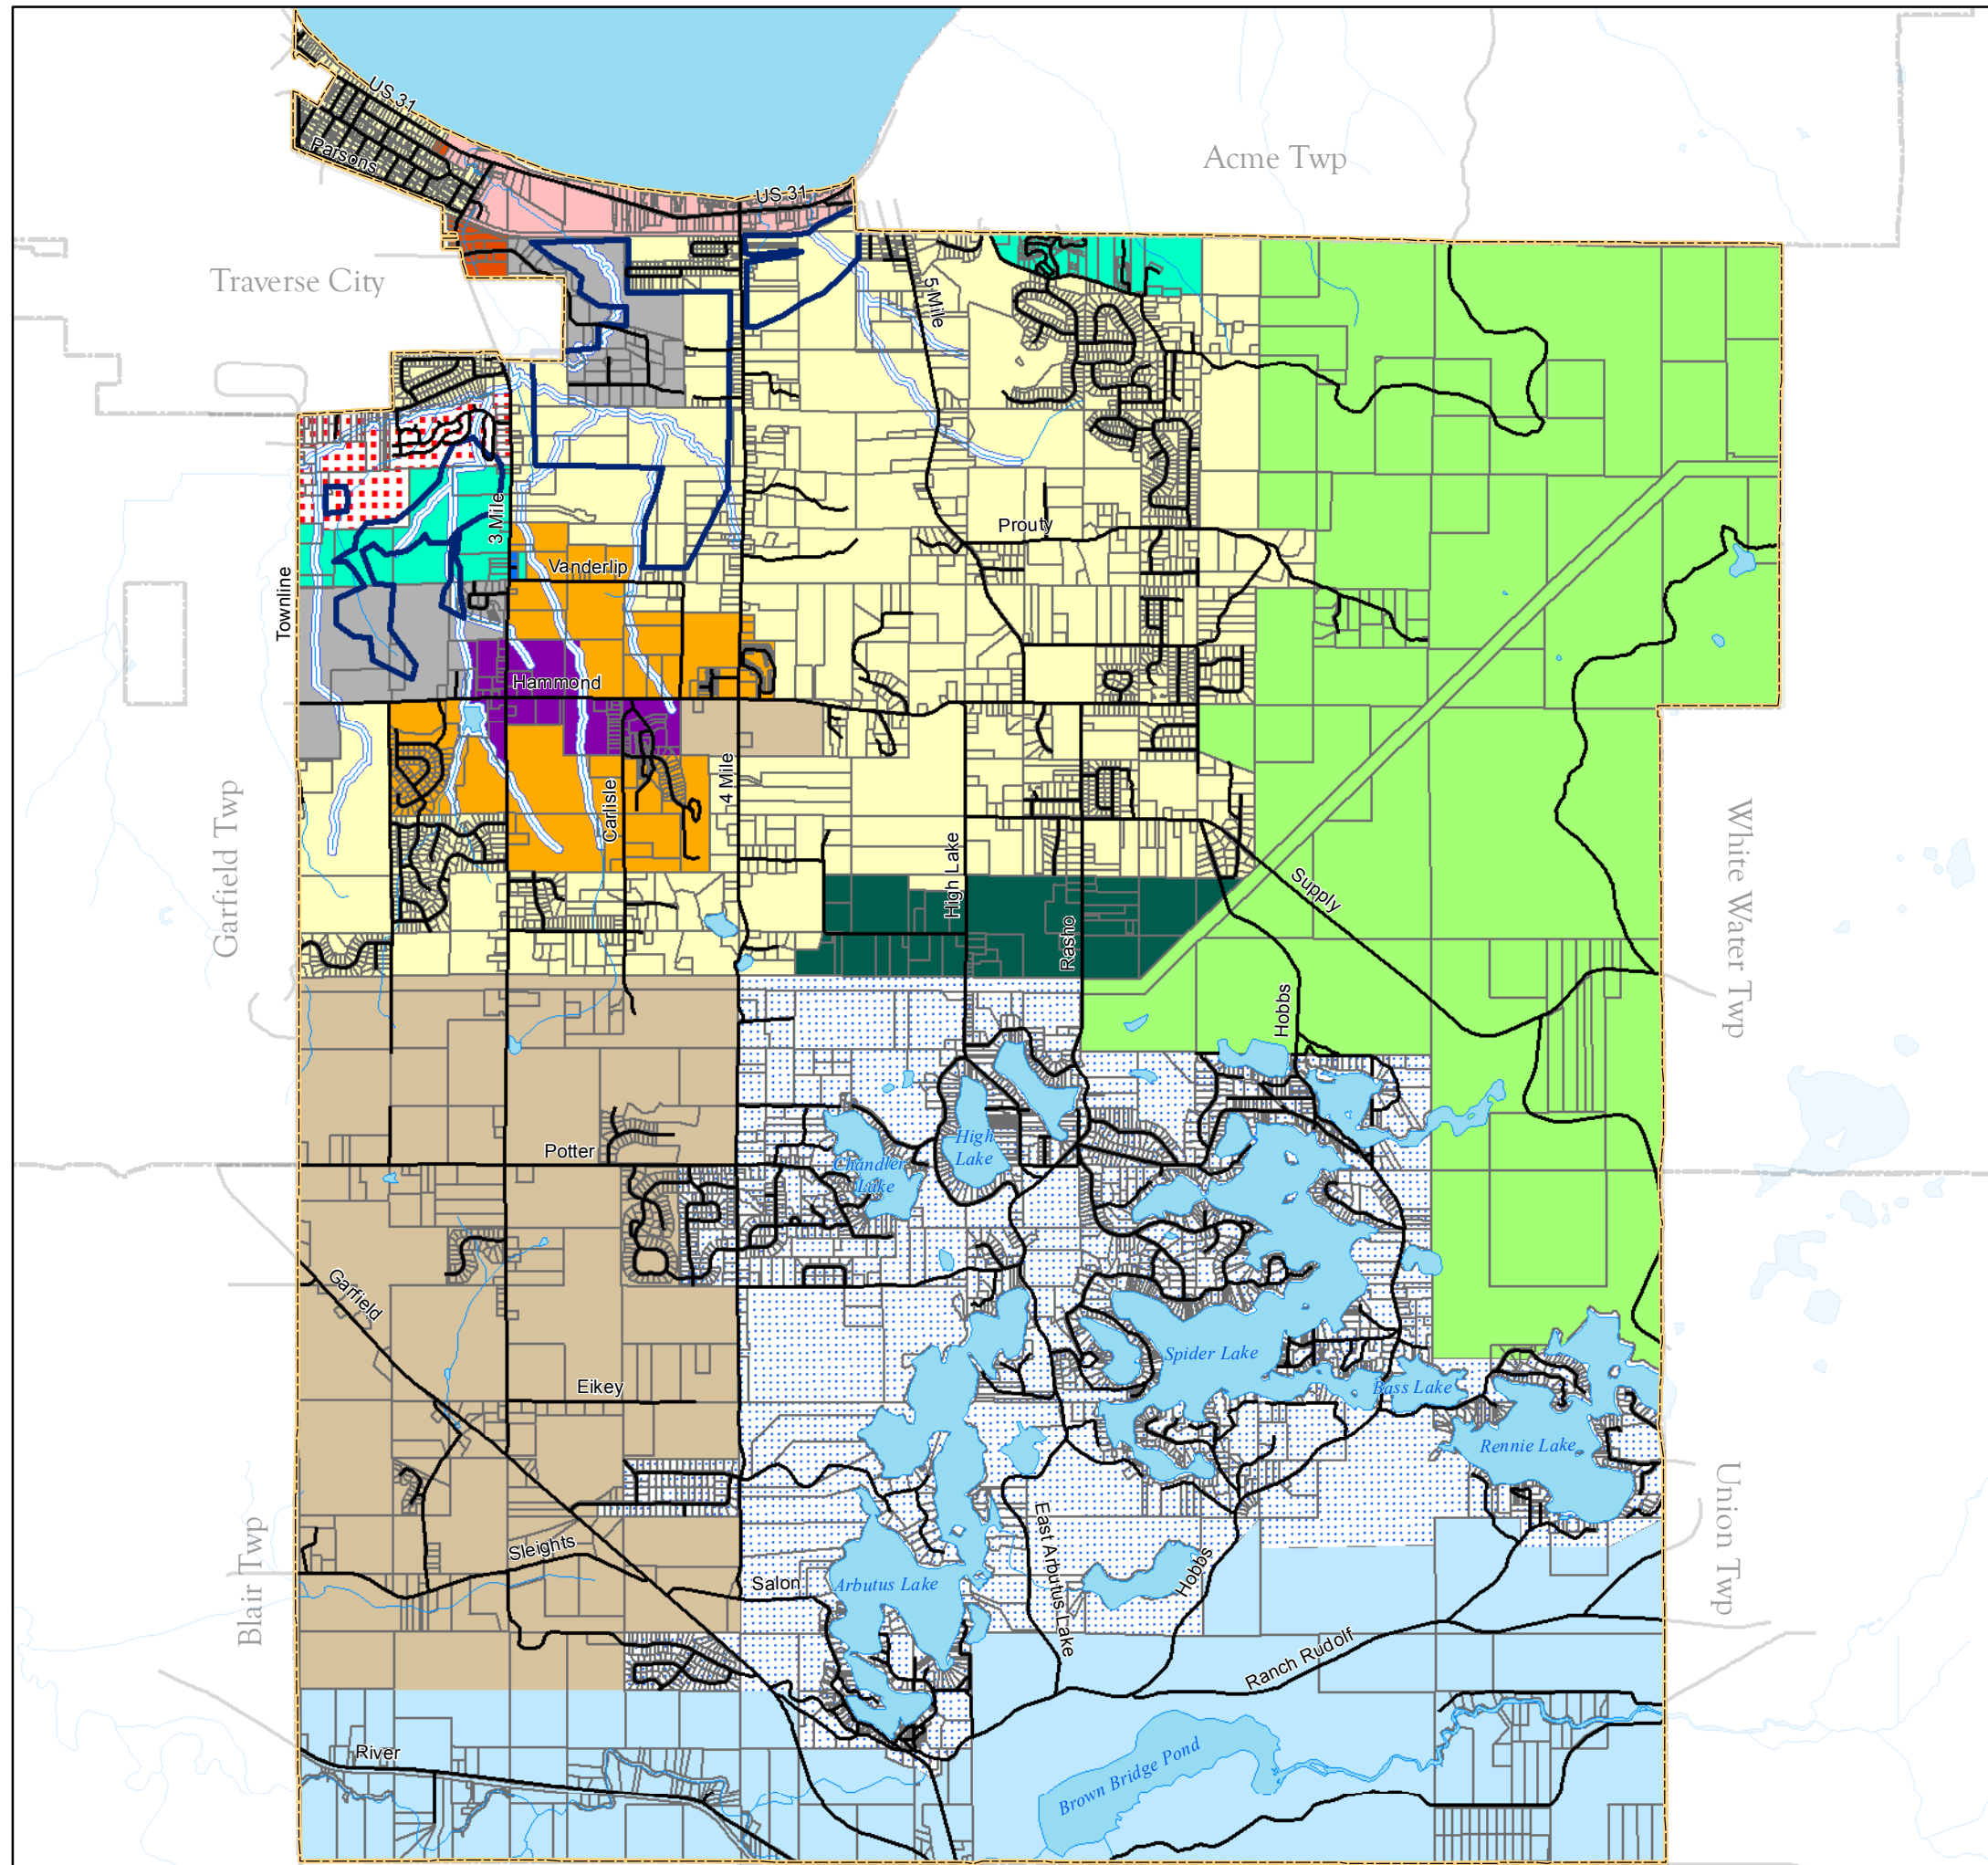 US 31
Parsons
Acme Twp
US 31
Traverse City
5 Mile
3 Mile
Prouty
Vanderlip
Townline
Hammond
4 Mile
Carlisle
Garfield Twp
High Lake
White Water Twp
Supply
Rasho
Hobbs
High
Lake
Potter
Chandler
Lake
Garfield
Spider Lake
Eikey
Bass Lake
Rennie Lake
Union Twp
East Arbutus Lake
Blair Twp
Sleights
Salon
Arbutus Lake
Hobbs
Ranch Rudolf
River
Brown Bridge Pond